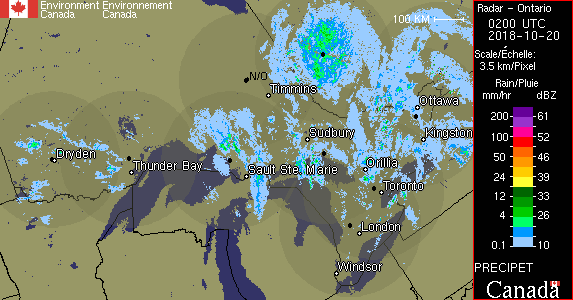 Environment Environnement
Canada Canada
100 KM
N/O
Timmins
Ottawa
Kingston
Sudbury
Dryden
Thunder Bay
Sault Ste. Marie
Orillia
Toronto
London
Windsor
Radar - Ontario
0200 UTC
2018-10-20
Scale/Échelle:
3.5 km/Pixel
Rain/Pluie
mm/hr dBZ
200 61
100 52
50 46
24 39
12 33
4 26
0.1 10
PRECIPET
Canada